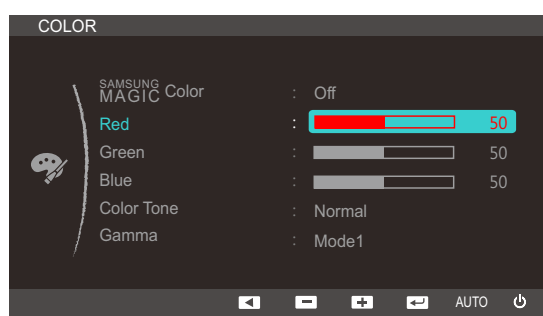 COLOR
SAMSUNG
MAGIC Color : Off
Red : 50
Green : 50
Blue : 50
Color Tone : Normal
Gamma : Mode1
AUTO